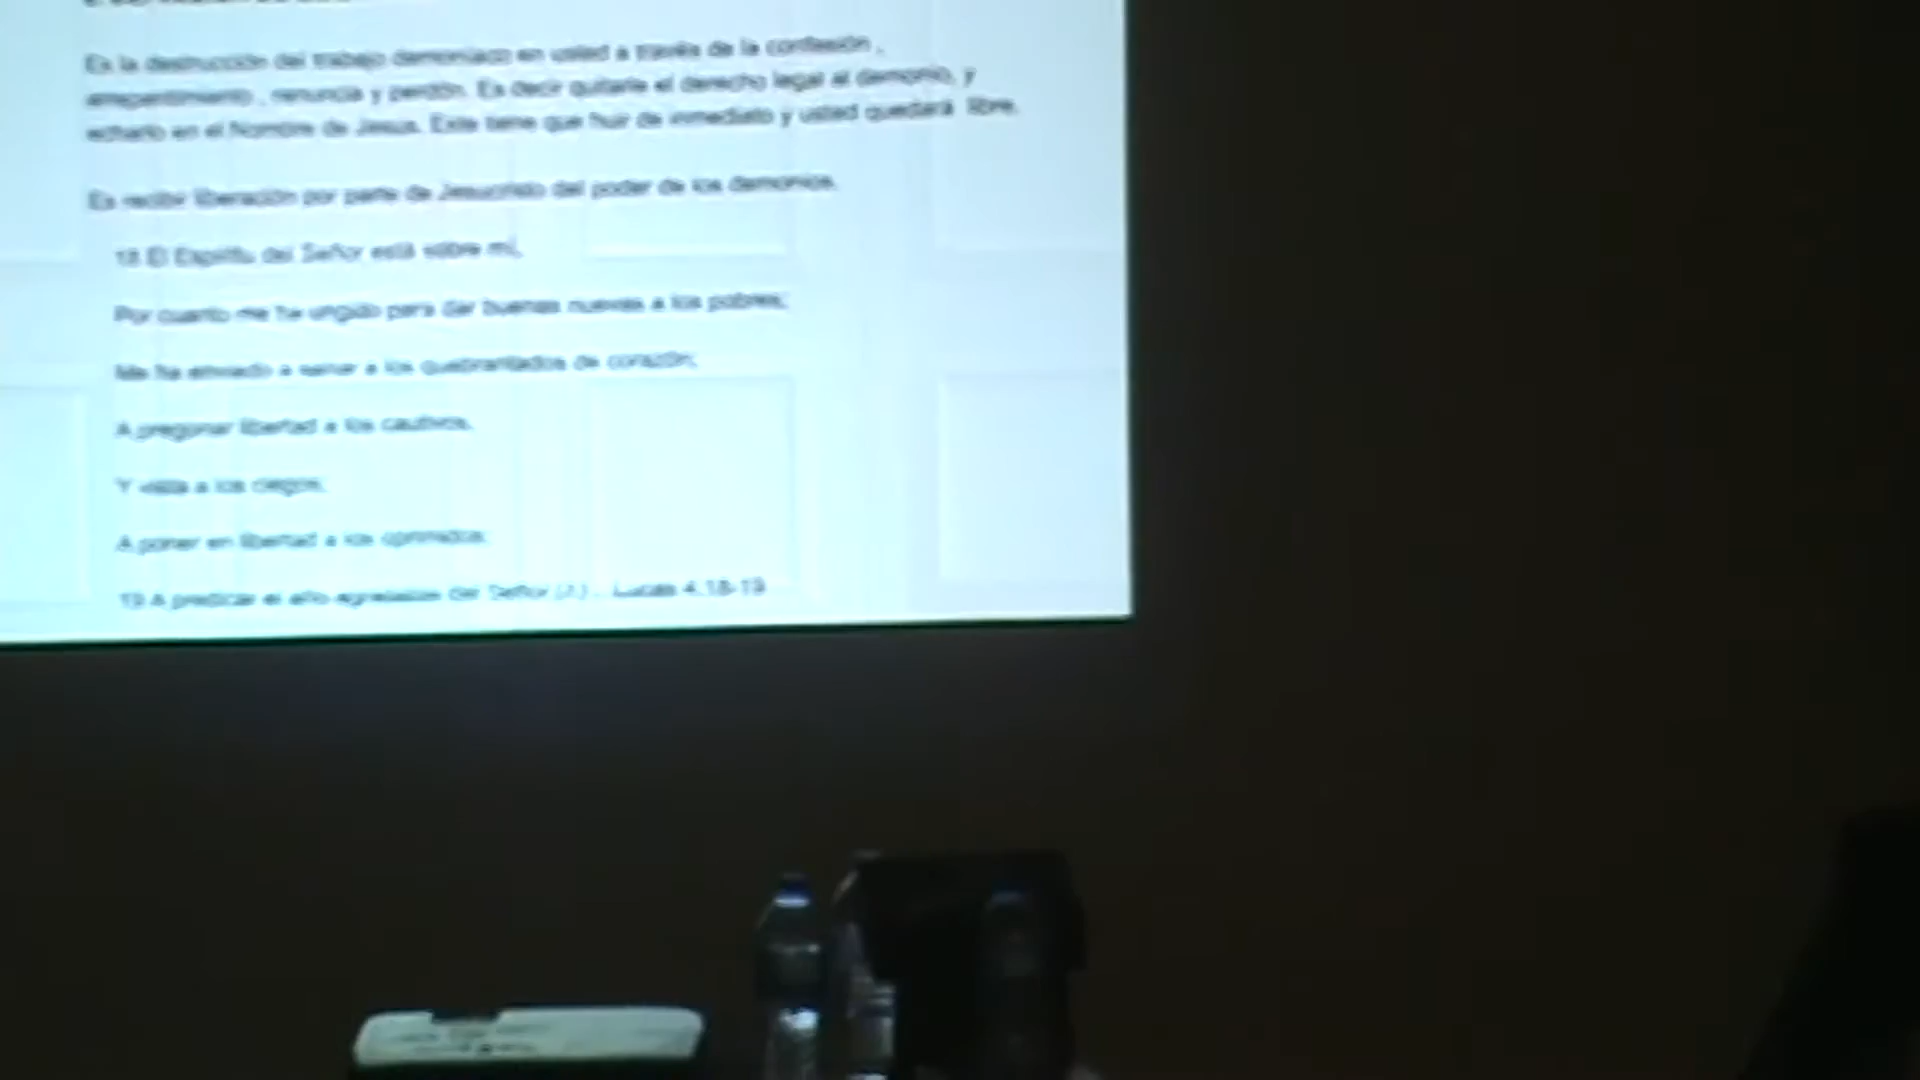 Es la destrucción del trabajo demoniaco en usted a través de la confesión ,
arrepentimiento , renuncia y perdón. Es decir quitarle el derecho legal al demonio, y
echarlo en el Nombre de Jesús. Este tiene que huir de inmediato y usted quedará libre.
Es recibir liberación por parte de Jesucristo del poder de los demonios.
18 El Espíritu del Señor está sobre mí,
Por cuanto me ha ungido para dar buenas nuevas a los pobres;
Me ha enviado a sanar a los quebrantados de corazón;
A pregonar libertad a los cautivos,
Y vista a los ciegos;
A poner en libertad a los oprimidos;
19 A predicar el año agradable del Señor Lucas 4.18-19